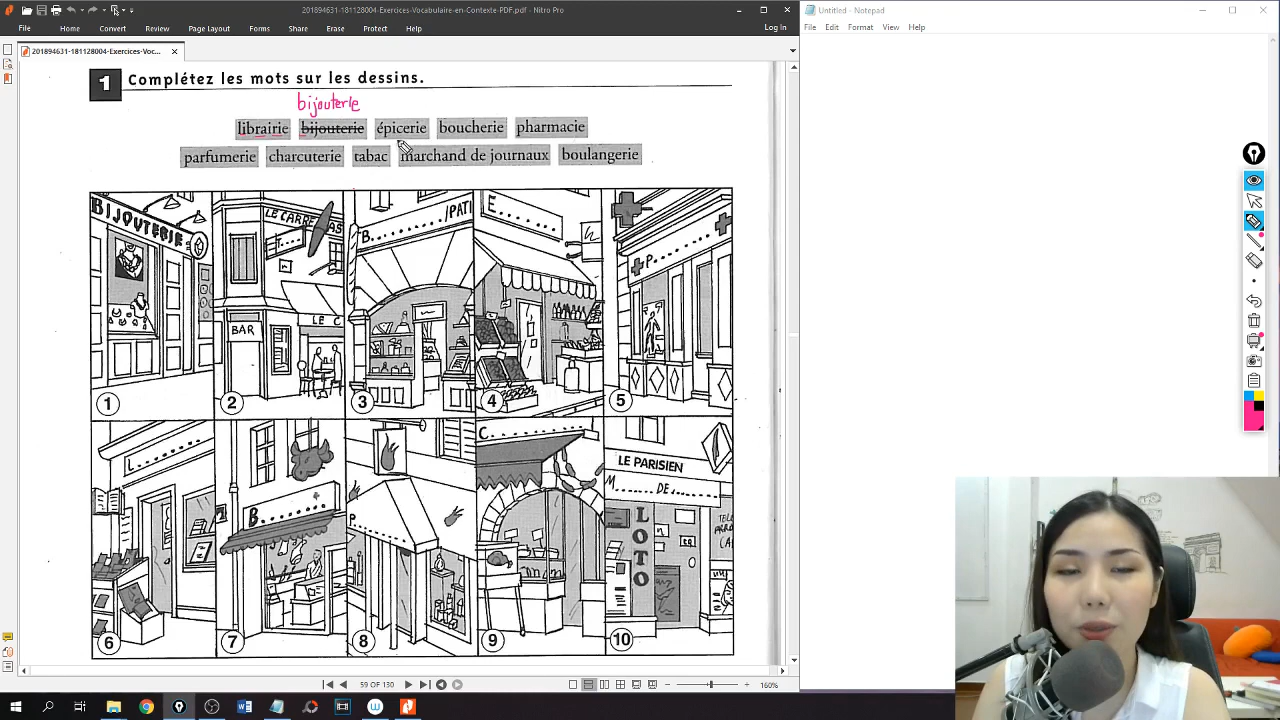 201894631-181128004-Exercices-Vocabulaire-en-Contexte-PDF.pdf - Nitro Pro
File Home Review Page Layout Forms Share Erase Protect Help
Log In
201894631-181128004-Exercices-Voc...
Untitled - Notepad
File Edit Format View Help
1 Complétez les mots sur les dessins.
bijouterie
librairie bijouterie épicerie boucherie pharmacie
parfumerie charcuterie tabac marchand de journaux boulangerie
BIJOUTERIE
1
LE CARRE
T.......
BAR
LE C
2
B........../PATI
3
E........
4
P........
5
L........
6
B........
7
P
8
C........
9
LE PARISIEN
M....... DE.......
LOTO
10
59 OF 130
160%